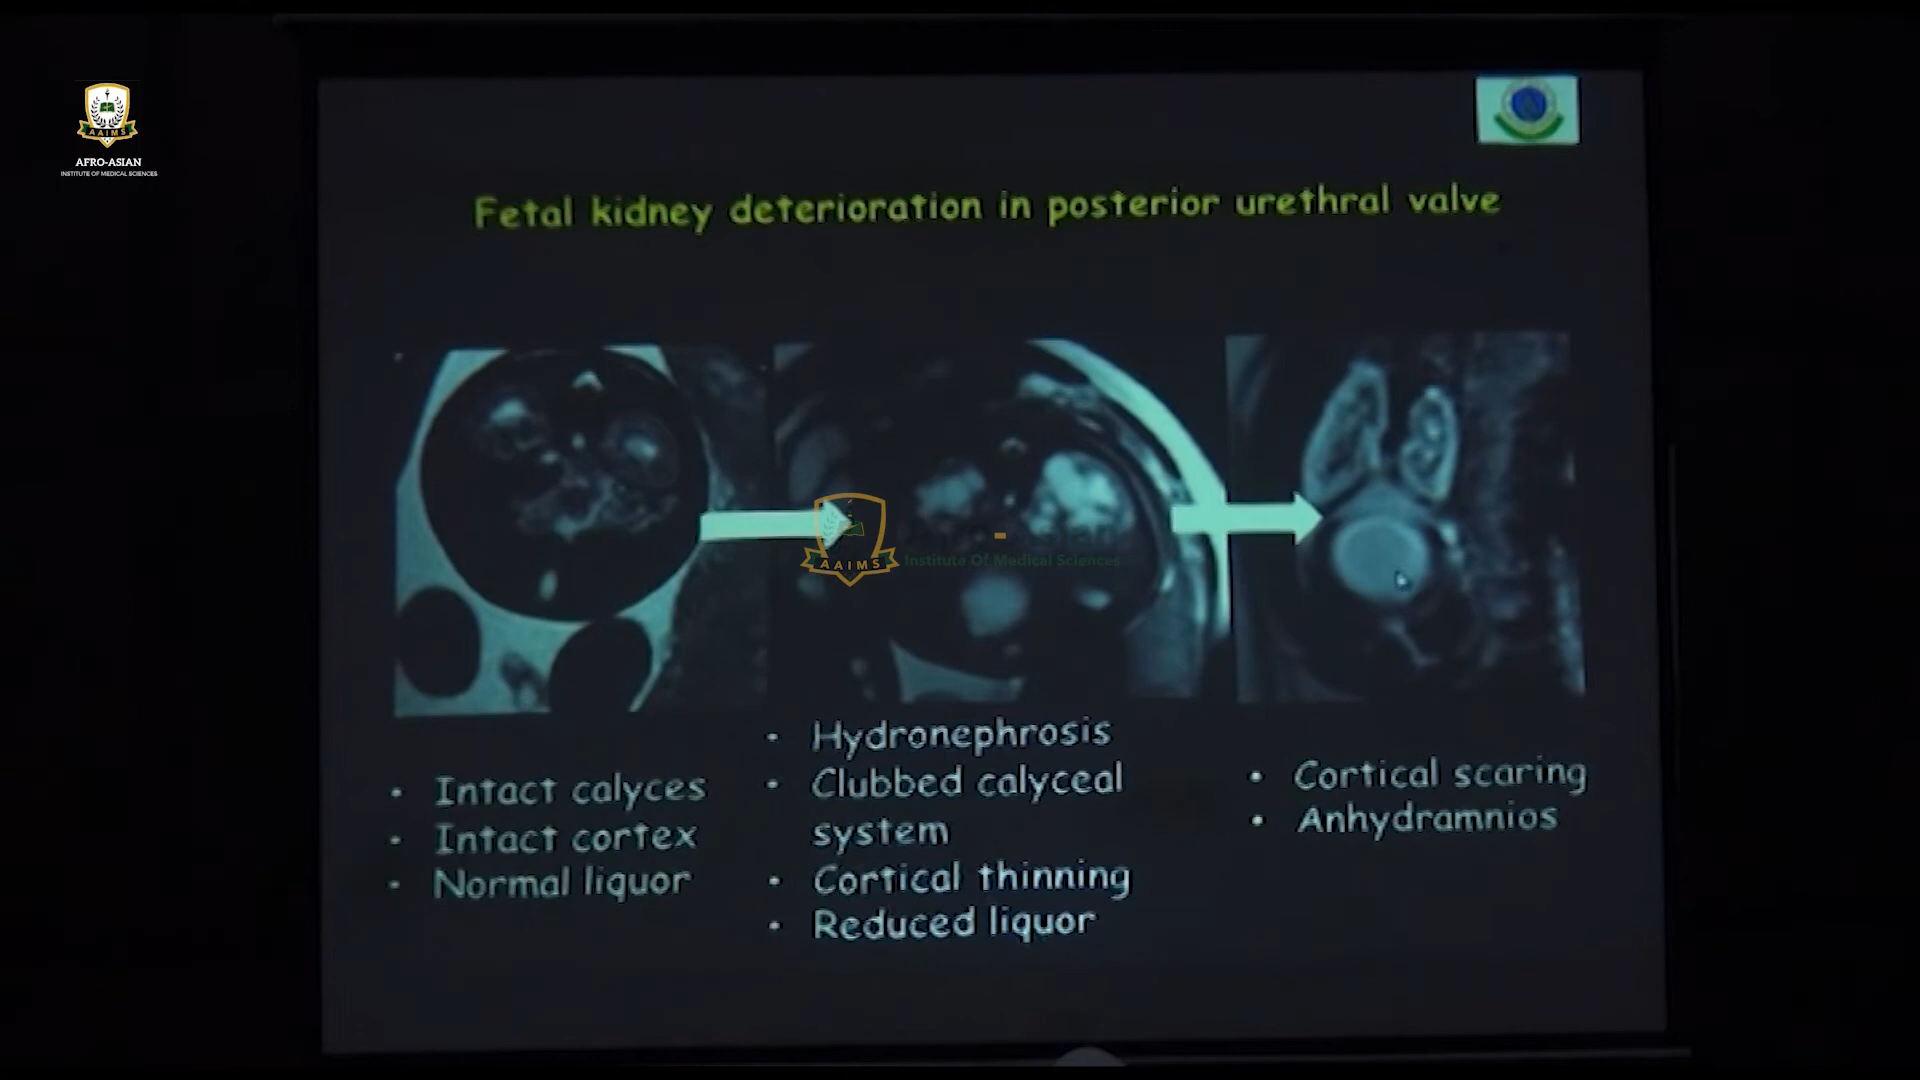 AAIMS
AFRO-ASIAN
INSTITUTE OF MEDICAL SCIENCES
Fetal kidney deterioration in posterior urethral valve
AAIMS
Institute Of Medical Sciences
• Intact calyces
• Intact cortex
• Normal liquor
• Hydronephrosis
• Clubbed calyceal
system
• Cortical thinning
• Reduced liquor
• Cortical scaring
• Anhydramnios